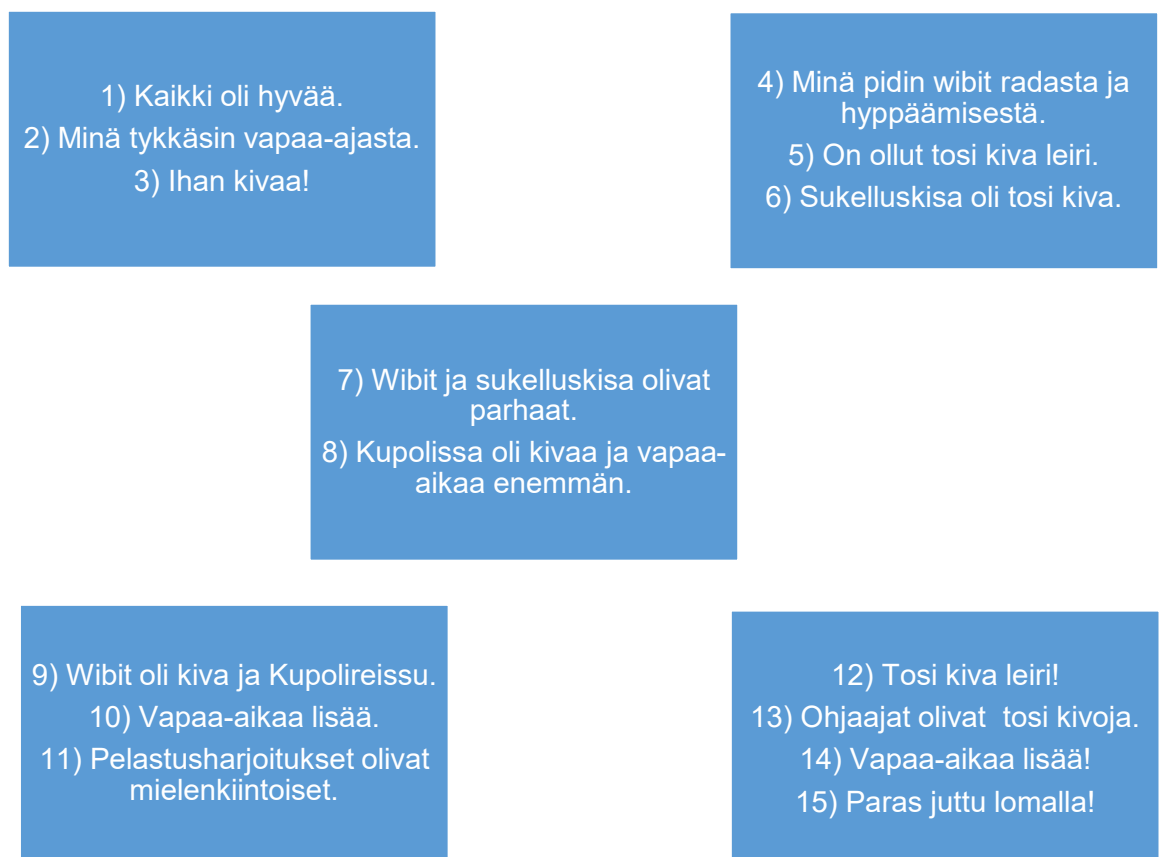 1) Kaikki oli hyvää.
2) Minä tykkäsin vapaa-ajasta.
3) Ihan kivaa!
4) Minä pidin wibit radasta ja
hyppäämisestä.
5) On ollut tosi kiva leiri.
6) Sukelluskisa oli tosi kiva.
7) Wibit ja sukelluskisa olivat
parhaat.
8) Kupolissa oli kivaa ja vapaa-
aikaa enemmän.
9) Wibit oli kiva ja Kupolireissu.
10) Vapaa-aikaa lisää.
11) Pelastusharjoitukset olivat
mielenkiintoiset.
12) Tosi kiva leiri!
13) Ohjaajat olivat  tosi kivoja.
14) Vapaa-aikaa lisää!
15) Paras juttu lomalla!